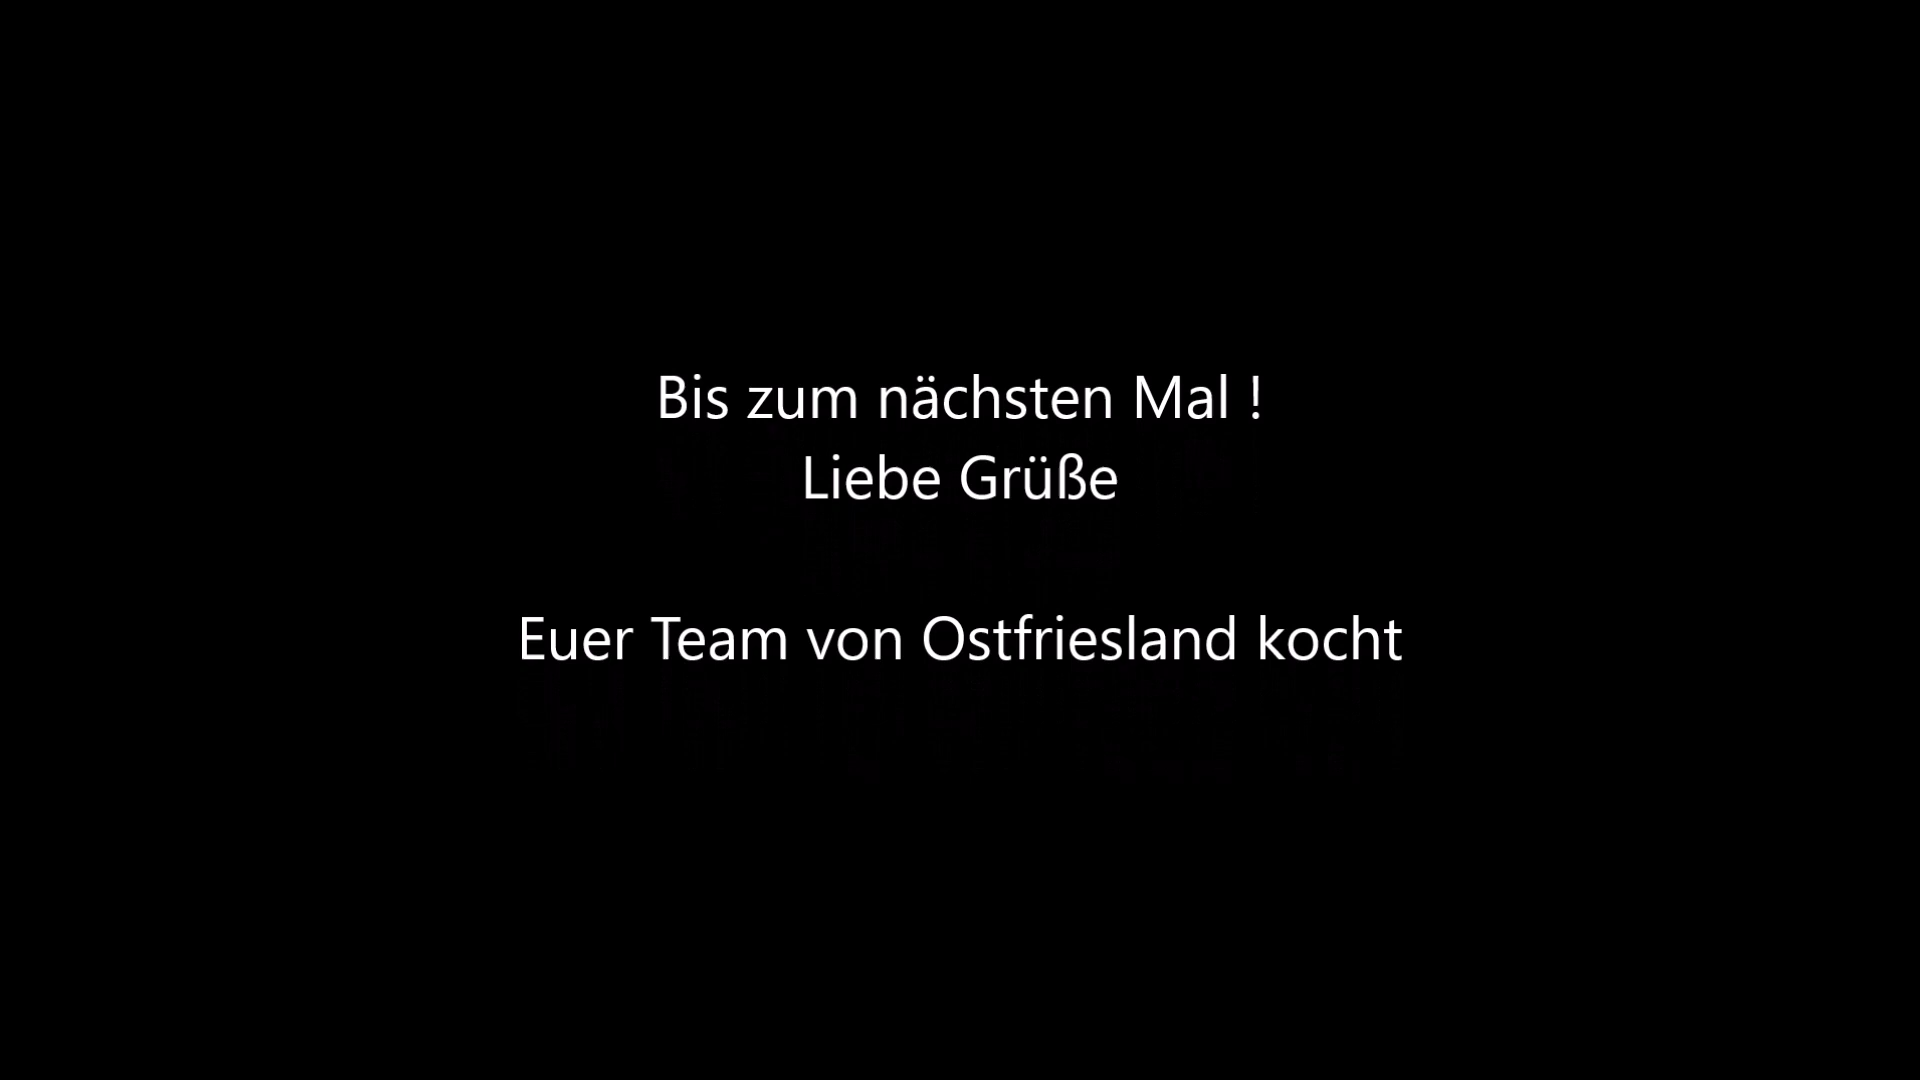 Bis zum nächsten Mal !
Liebe Grüße
Euer Team von Ostfriesland kocht